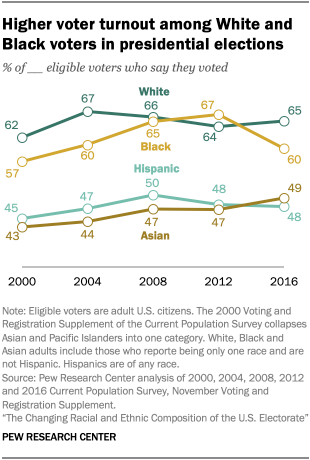 Higher voter turnout among White and
Black voters in presidential elections
% of __ eligible voters who say they voted
White
62 67 66 64 65
57 60 65 67 60
Black
Hispanic
45 47 50 48 48
43 44 47 47 49
Asian
2000 2004 2008 2012 2016
Note: Eligible voters are adult U.S. citizens. The 2000 Voting and
Registration Supplement of the Current Population Survey collapses
Asian and Pacific Islanders into one category. White, Black and
Asian adults include those who reporte being only one race and are
not Hispanic. Hispanics are of any race.
Source: Pew Research Center analysis of 2000, 2004, 2008, 2012
and 2016 Current Population Survey, November Voting and
Registration Supplement.
“The Changing Racial and Ethnic Composition of the U.S. Electorate”
PEW RESEARCH CENTER